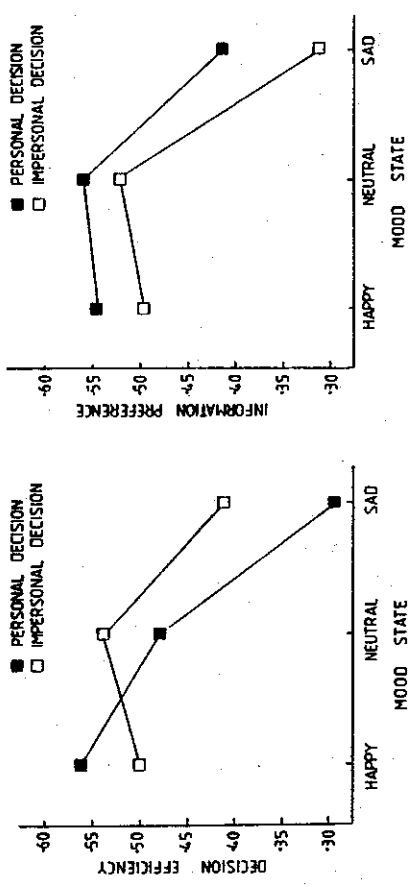 ■ PERSONAL DECISION
□ IMPERSONAL DECISION
DECISION EFFICIENCY
.60
.55
.50
.45
.40
.35
.30
HAPPY NEUTRAL SAD
MOOD STATE
■ PERSONAL DECISION
□ IMPERSONAL DECISION
INFORMATION PREFERENCE
.60
.55
.50
.45
.40
.35
.30
HAPPY NEUTRAL SAD
MOOD STATE